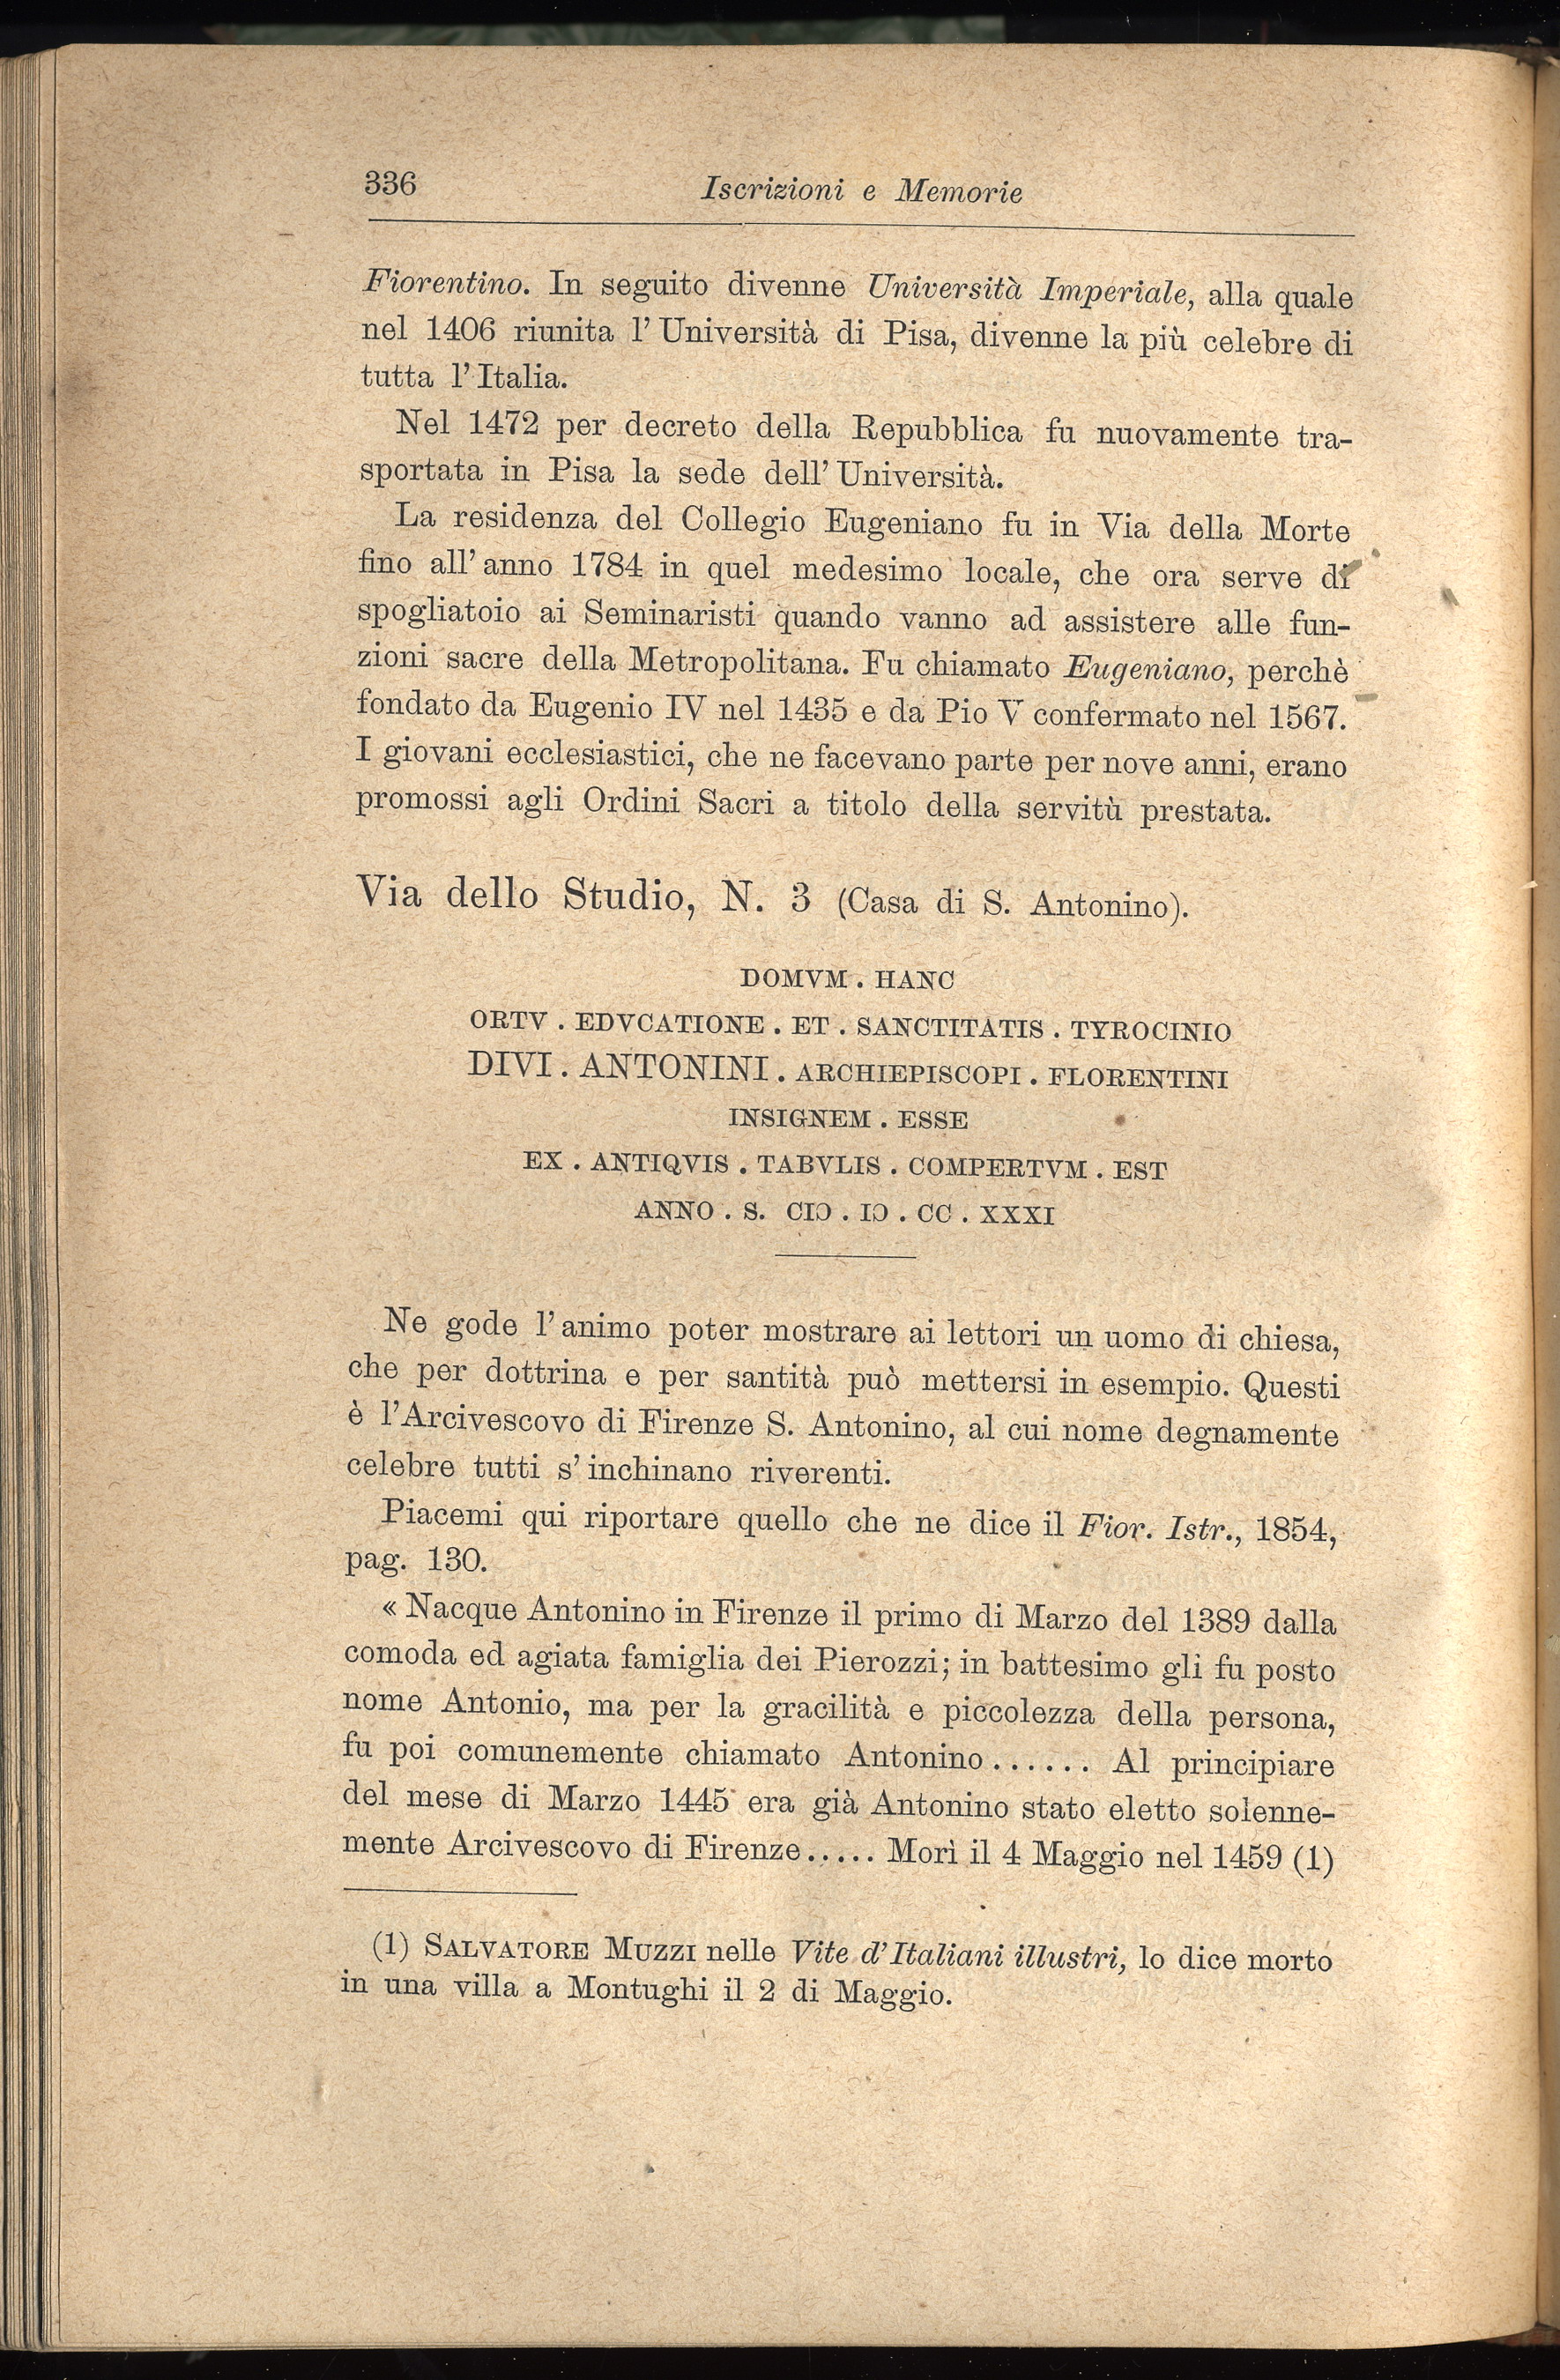 336
Iscrizioni e Memorie
Fiorentino. In seguito divenne Università Imperiale, alla quale
nel 1406 riunita l' Università di Pisa, divenne la più celebre di
tutta l' Italia.
Nel 1472 per decreto della Repubblica fu nuovamente tra-
sportata in Pisa la sede dell' Università.
La residenza del Collegio Eugeniano fu in Via della Morte
fino all' anno 1784 in quel medesimo locale, che ora serve di
spogliatoio ai Seminaristi quando vanno ad assistere alle fun-
zioni sacre della Metropolitana. Fu chiamato Eugeniano, perchè
fondato da Eugenio IV nel 1435 e da Pio V confermato nel 1567.
I giovani ecclesiastici, che ne facevano parte per nove anni, erano
promossi agli Ordini Sacri a titolo della servitù prestata.
Via dello Studio, N. 3 (Casa di S. Antonino).
DOMVM . HANC
ORTV . EDVCATIONE . ET . SANCTITATIS . TYROCINIO
DIVI . ANTONINI . ARCHIEPISCOPI . FLORENTINI
INSIGNEM . ESSE
EX . ANTIQVIS . TABVLIS . COMPERTVM . EST
ANNO . S. CIↃ . IↃ . CC . XXXI
Ne gode l' animo poter mostrare ai lettori un uomo di chiesa,
che per dottrina e per santità può mettersi in esempio. Questi
è l'Arcivescovo di Firenze S. Antonino, al cui nome degnamente
celebre tutti s' inchinano riverenti.
Piacemi qui riportare quello che ne dice il Fior. Istr., 1854,
pag. 130.
« Nacque Antonino in Firenze il primo di Marzo del 1389 dalla
comoda ed agiata famiglia dei Pierozzi; in battesimo gli fu posto
nome Antonio, ma per la gracilità e piccolezza della persona,
fu poi comunemente chiamato Antonino . . . . . . Al principiare
del mese di Marzo 1445 era già Antonino stato eletto solenne-
mente Arcivescovo di Firenze . . . . . Morì il 4 Maggio nel 1459 (1)
(1) SALVATORE MUZZI nelle Vite d' Italiani illustri, lo dice morto
in una villa a Montughi il 2 di Maggio.